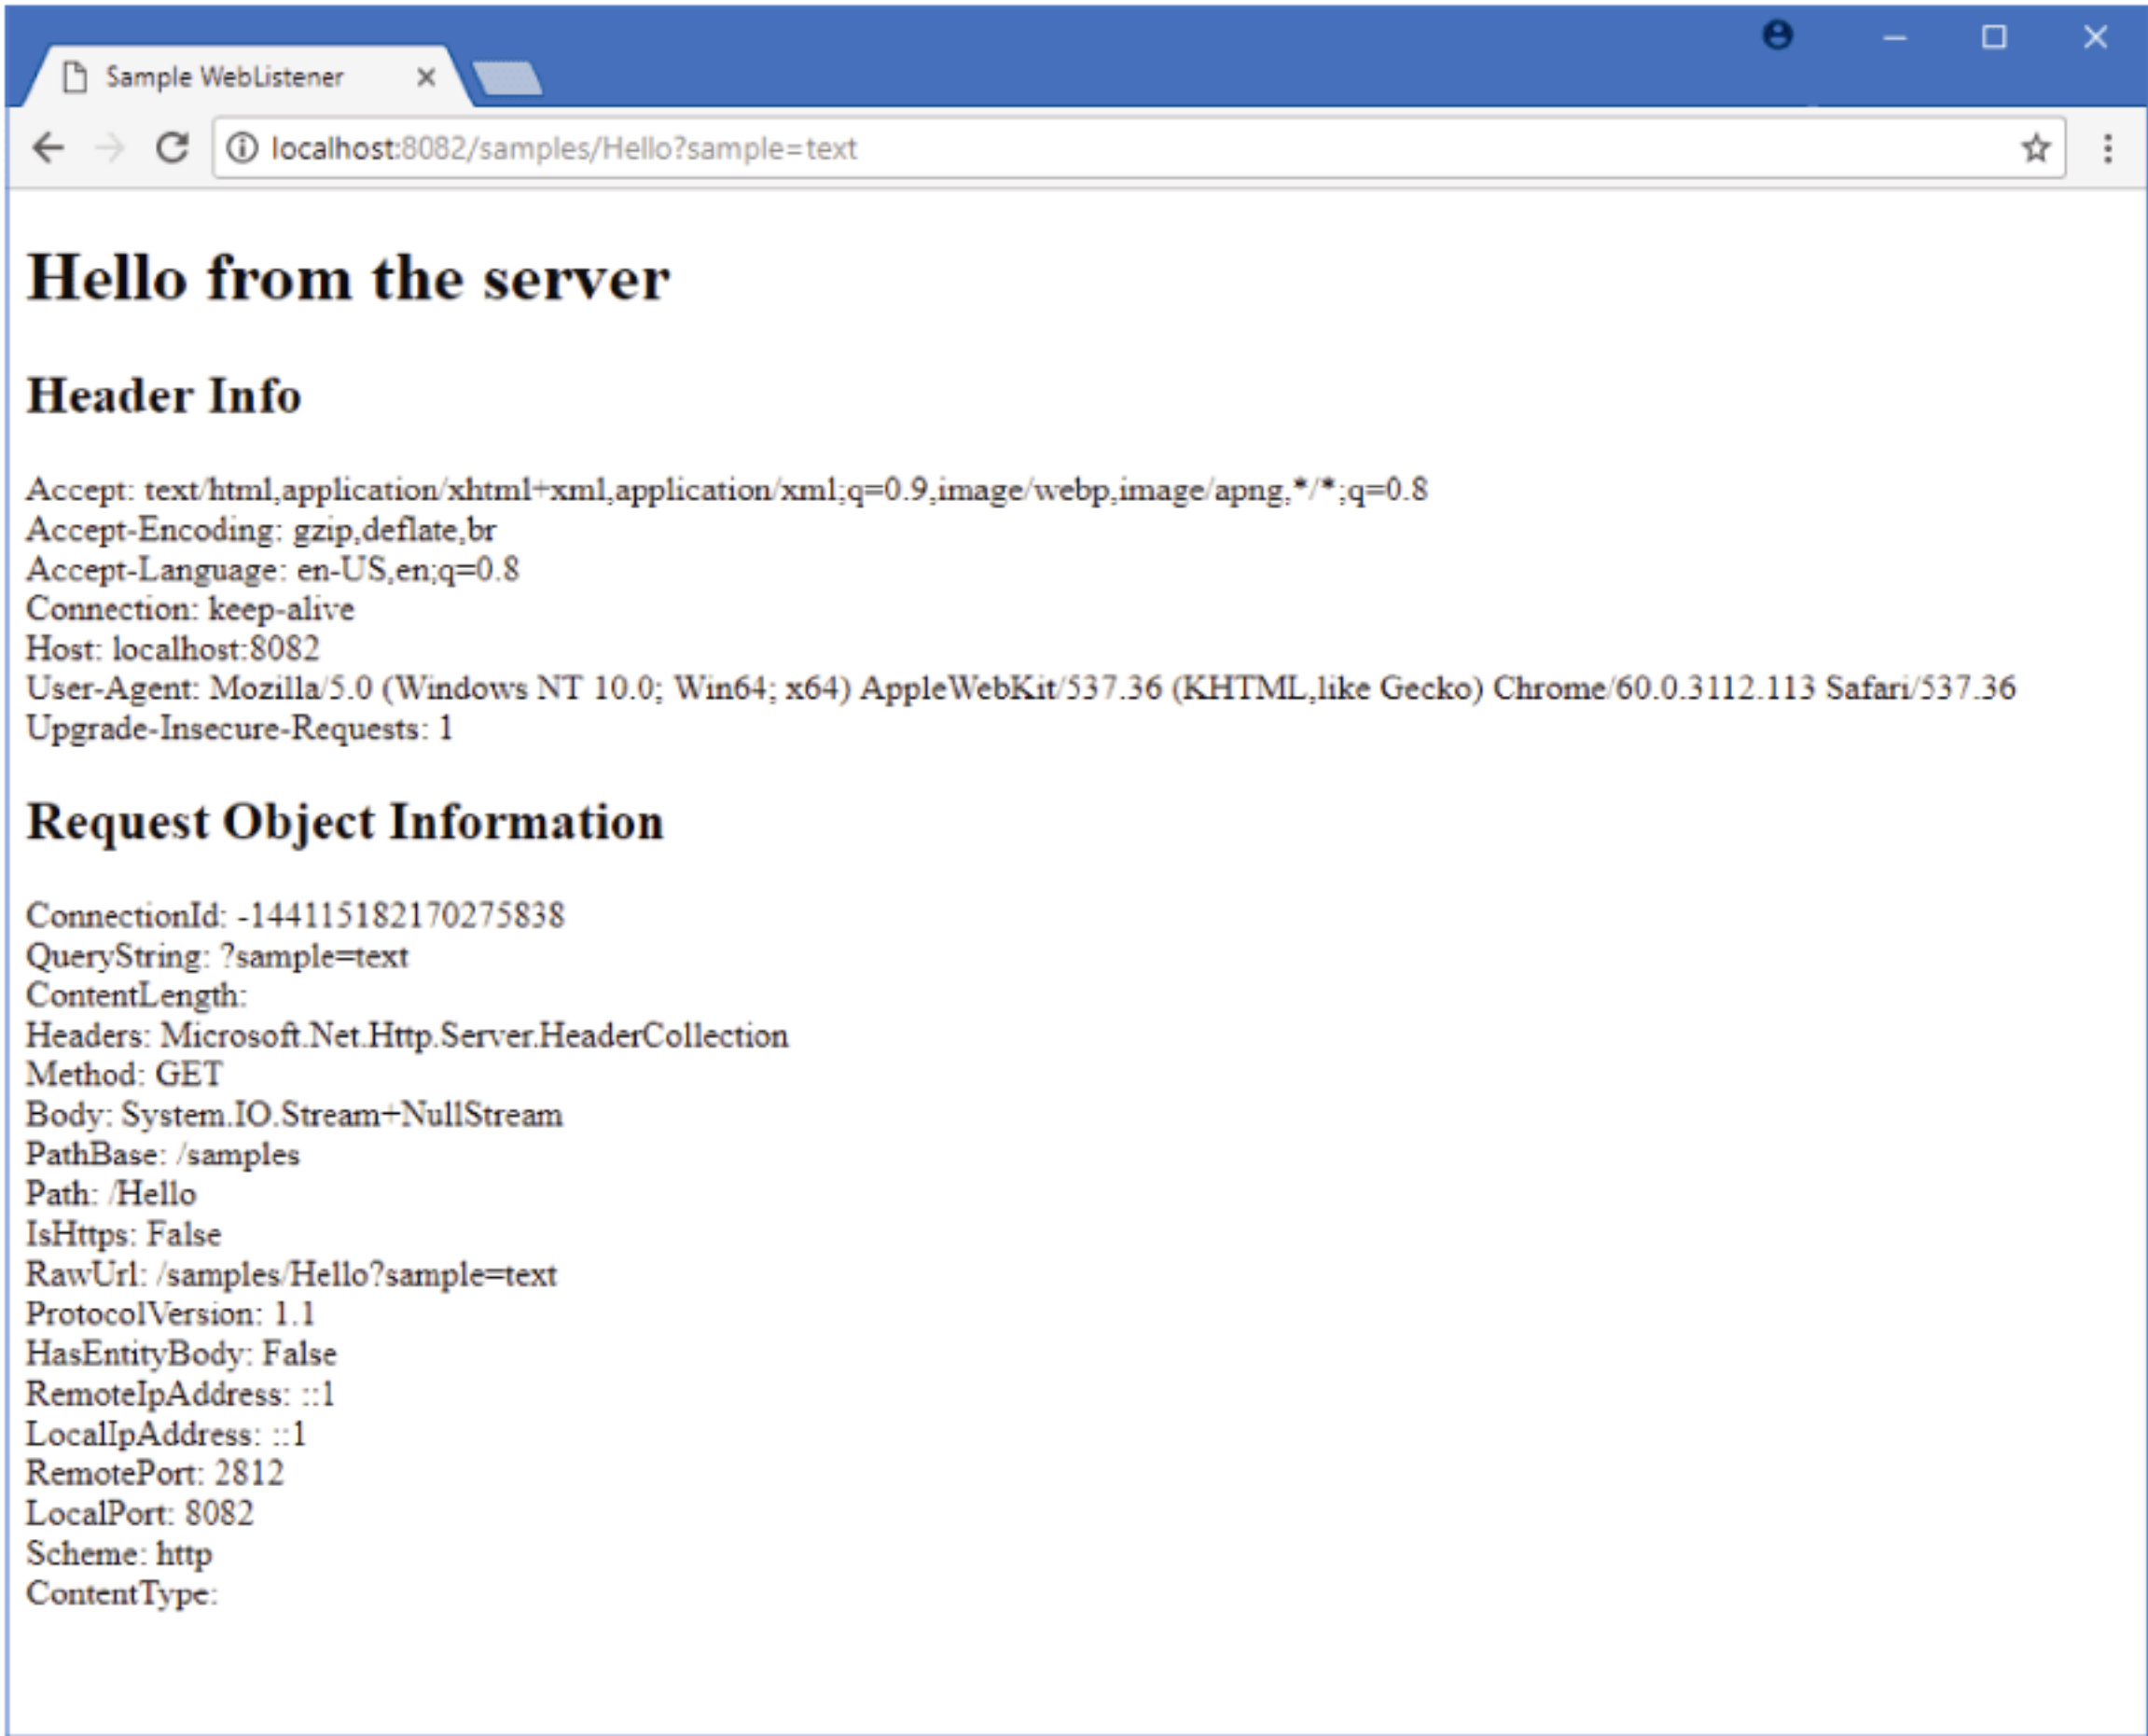 Sample WebListener
localhost:8082/samples/Hello?sample=text
Hello from the server
Header Info
Accept: text/html,application/xhtml+xml,application/xml;q=0.9,image/webp,image/apng,*/*;q=0.8
Accept-Encoding: gzip,deflate,br
Accept-Language: en-US,en;q=0.8
Connection: keep-alive
Host: localhost:8082
User-Agent: Mozilla/5.0 (Windows NT 10.0; Win64; x64) AppleWebKit/537.36 (KHTML,like Gecko) Chrome/60.0.3112.113 Safari/537.36
Upgrade-Insecure-Requests: 1
Request Object Information
ConnectionId: -144115182170275838
QueryString: ?sample=text
ContentLength:
Headers: Microsoft.Net.Http.Server.HeaderCollection
Method: GET
Body: System.IO.Stream+NullStream
PathBase: /samples
Path: /Hello
IsHttps: False
RawUrl: /samples/Hello?sample=text
ProtocolVersion: 1.1
HasEntityBody: False
RemoteIpAddress: ::1
LocalIpAddress: ::1
RemotePort: 2812
LocalPort: 8082
Scheme: http
ContentType: